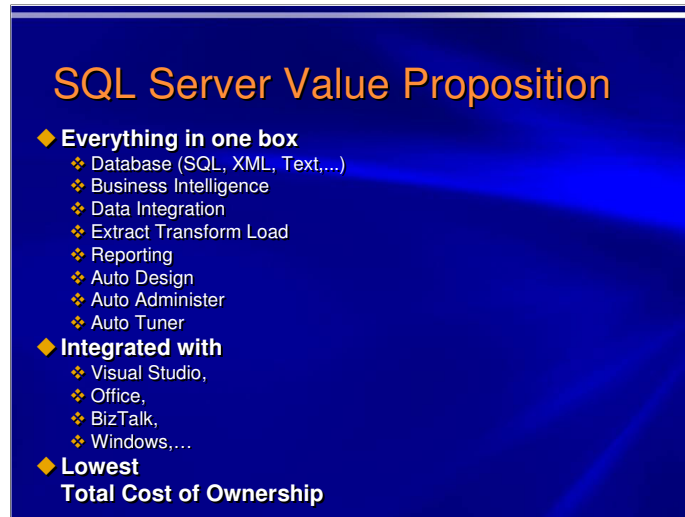 SQL Server Value Proposition
Everything in one box
Database (SQL, XML, Text,...)
Business Intelligence
Data Integration
Extract Transform Load
Reporting
Auto Design
Auto Administer
Auto Tuner
Integrated with
Visual Studio,
Office,
BizTalk,
Windows,…
Lowest
Total Cost of Ownership